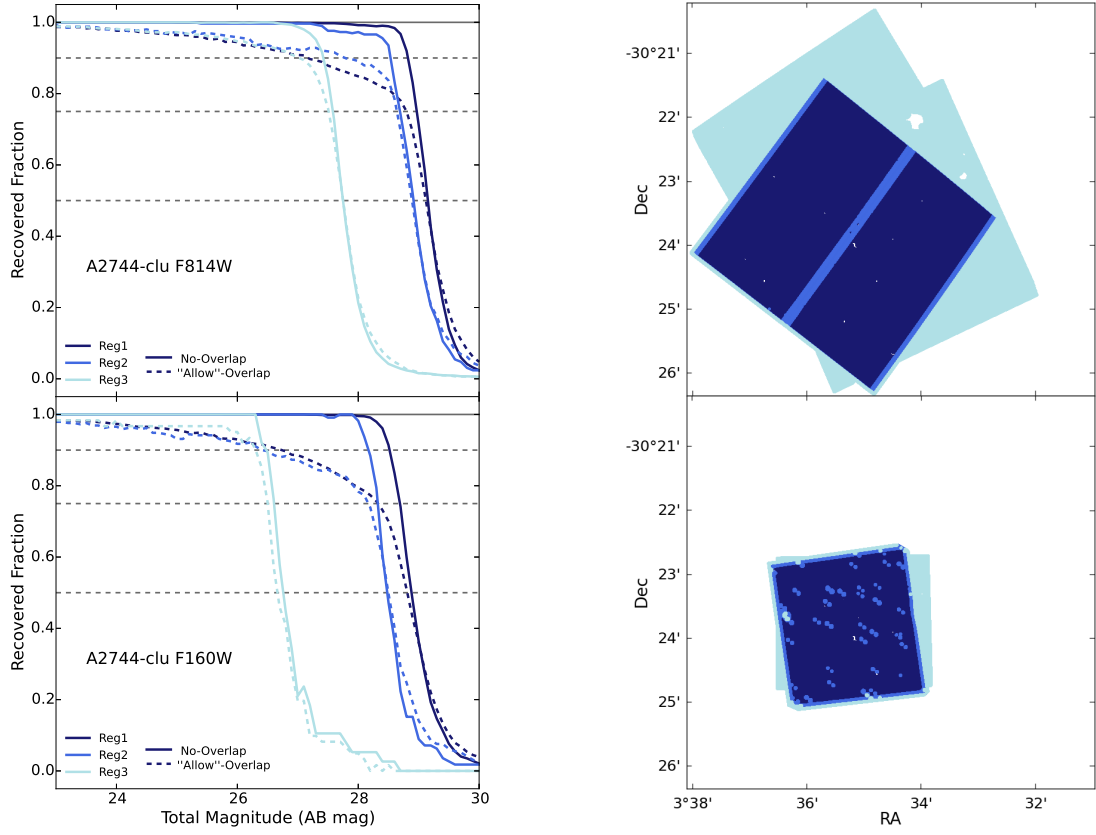 1.0
0.8
0.6
0.4
0.2
0.0
Recovered Fraction
A2744-clu F814W
Reg1
Reg2
Reg3
No-Overlap
"Allow"-Overlap
-30°21'
22'
23'
24'
25'
26'
Dec
1.0
0.8
0.6
0.4
0.2
0.0
Recovered Fraction
A2744-clu F160W
Reg1
Reg2
Reg3
No-Overlap
"Allow"-Overlap
24
26
28
30
Total Magnitude (AB mag)
-30°21'
22'
23'
24'
25'
26'
Dec
3°38'
36'
34'
32'
RA